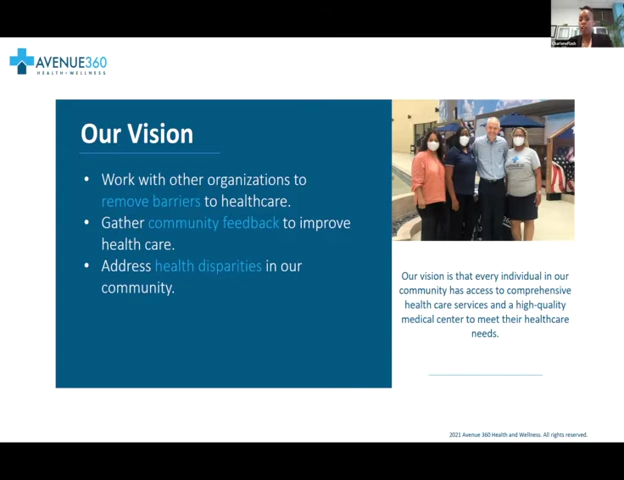 CharleneFlash
AVENUE360
HEALTH+WELLNESS
Our Vision
• Work with other organizations to
remove barriers to healthcare.
• Gather community feedback to improve
health care.
• Address health disparities in our
community.
Our vision is that every individual in our
community has access to comprehensive
health care services and a high-quality
medical center to meet their healthcare
needs.
2021 Avenue 360 Health and Wellness. All rights reserved.